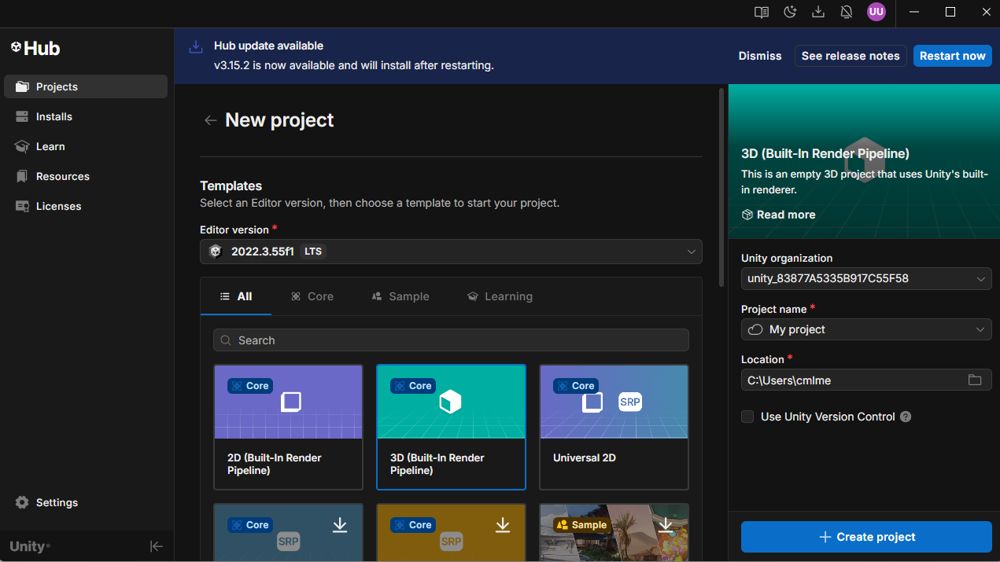 UU
Hub
Hub update available
v3.15.2 is now available and will install after restarting.
Dismiss
See release notes
Restart now
Projects
Installs
Learn
Resources
Licenses
Settings
Unity®
New project
Templates
Select an Editor version, then choose a template to start your project.
Editor version *
2022.3.55f1 LTS
All
Core
Sample
Learning
Search
Core
2D (Built-In Render
Pipeline)
Core
3D (Built-In Render
Pipeline)
Core
SRP
Universal 2D
Core
SRP
Core
SRP
Sample
3D (Built-In Render Pipeline)
This is an empty 3D project that uses Unity's built-
in renderer.
Read more
Unity organization
unity_83877A5335B917C55F58
Project name *
My project
Location *
C:\Users\cmlme
Use Unity Version Control ?
+ Create project